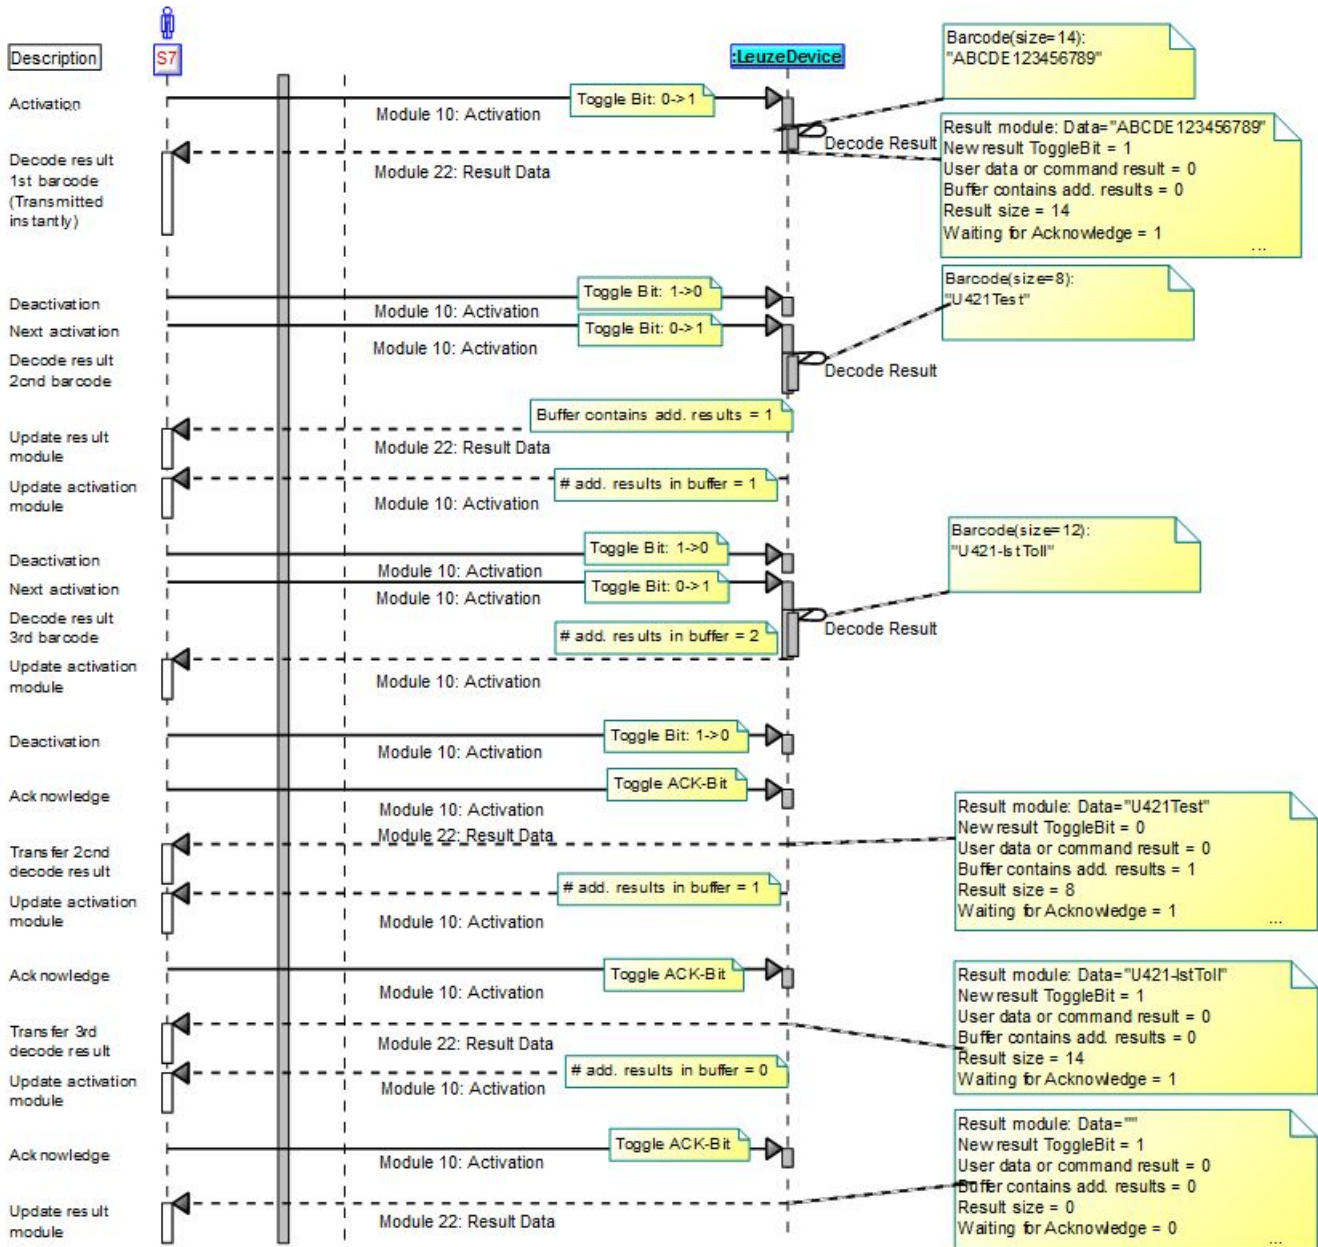 Description
S7
:LeuzeDevice
Barcode(size=14):
"ABCDE123456789"
Activation
Toggle Bit: 0->1
Module 10: Activation
Decode Result
Result module: Data="ABCDE123456789"
New result ToggleBit = 1
User data or command result = 0
Buffer contains add. results = 0
Result size = 14
Waiting for Acknowledge = 1
...
Decode result
1st barcode
(Transmitted
instantly)
Module 22: Result Data
Barcode(size=8):
"U421Test"
Deactivation
Toggle Bit: 1->0
Module 10: Activation
Next activation
Toggle Bit: 0->1
Module 10: Activation
Decode result
2cnd barcode
Decode Result
Buffer contains add. results = 1
Update result
module
Module 22: Result Data
# add. results in buffer = 1
Update activation
module
Module 10: Activation
Barcode(size=12):
"U421-IstToll"
Deactivation
Toggle Bit: 1->0
Module 10: Activation
Next activation
Toggle Bit: 0->1
Module 10: Activation
Decode result
3rd barcode
Decode Result
# add. results in buffer = 2
Update activation
module
Module 10: Activation
Deactivation
Toggle Bit: 1->0
Module 10: Activation
Acknowledge
Toggle ACK-Bit
Module 10: Activation
Result module: Data="U421Test"
New result ToggleBit = 0
User data or command result = 0
Buffer contains add. results = 1
Result size = 8
Waiting for Acknowledge = 1
...
Transfer 2cnd
decode result
Module 22: Result Data
# add. results in buffer = 1
Update activation
module
Module 10: Activation
Acknowledge
Toggle ACK-Bit
Module 10: Activation
Result module: Data="U421-IstToll"
New result ToggleBit = 1
User data or command result = 0
Buffer contains add. results = 0
Result size = 14
Waiting for Acknowledge = 1
Transfer 3rd
decode result
Module 22: Result Data
# add. results in buffer = 0
Update activation
module
Module 10: Activation
Acknowledge
Toggle ACK-Bit
Module 10: Activation
Result module: Data=""
New result ToggleBit = 1
User data or command result = 0
Buffer contains add. results = 0
Result size = 0
Waiting for Acknowledge = 0
...
Update result
module
Module 22: Result Data